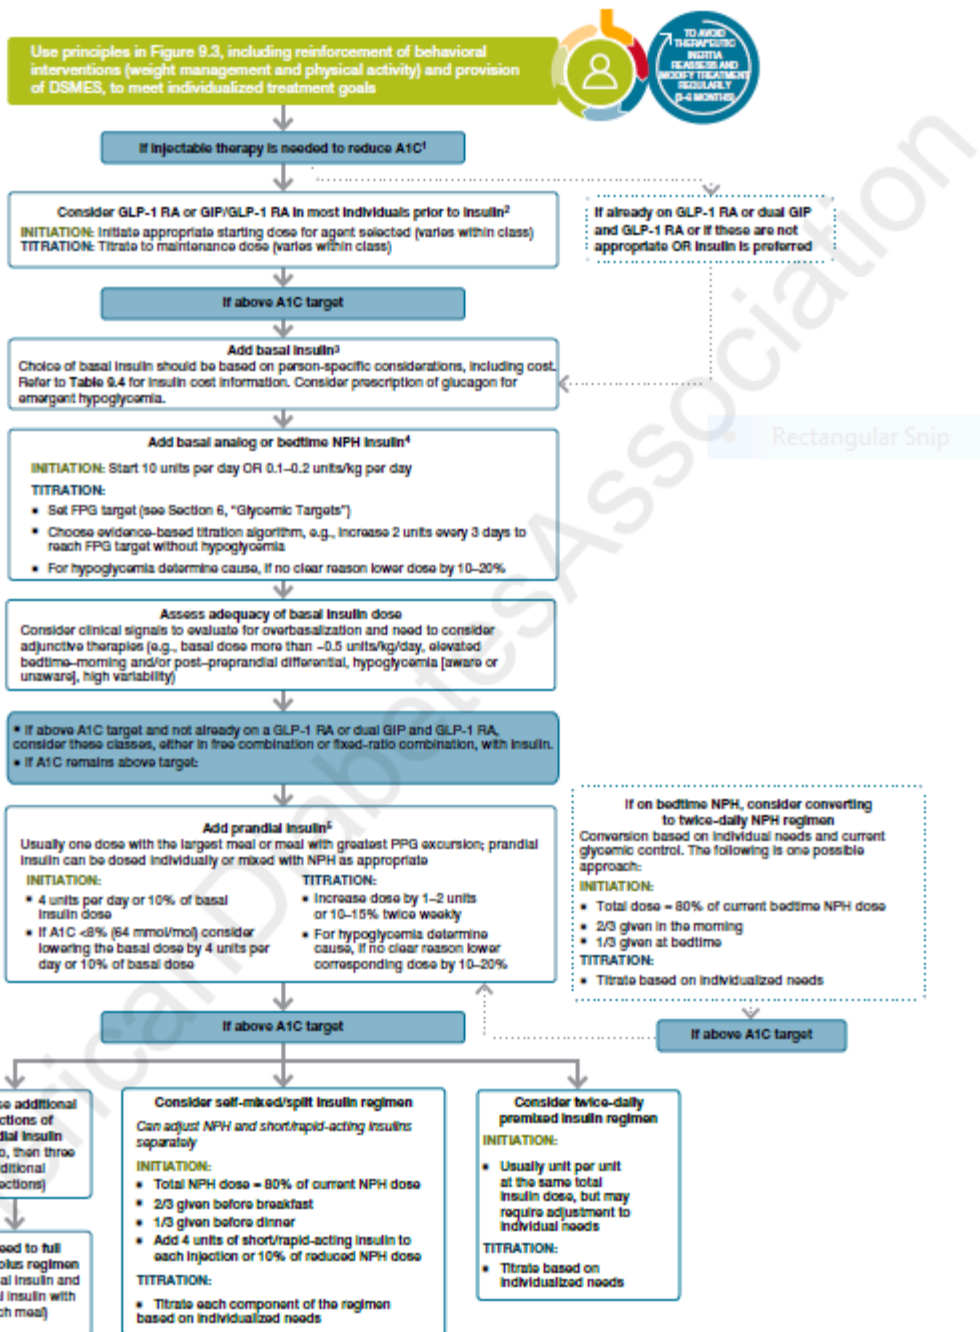 Use principles in Figure 9.3, including reinforcement of behavioral
interventions (weight management and physical activity) and provision
of DSMES, to meet individualized treatment goals
TO AVOID
THERAPEUTIC
INERTIA
REASSESS AND
MODIFY TREATMENT
REGULARLY
(3–6 MONTHS)
If injectable therapy is needed to reduce A1C¹
Consider GLP-1 RA or GIP/GLP-1 RA in most individuals prior to insulin²
INITIATION: Initiate appropriate starting dose for agent selected (varies within class)
TITRATION: Titrate to maintenance dose (varies within class)
If already on GLP-1 RA or dual GIP
and GLP-1 RA or if these are not
appropriate OR insulin is preferred
If above A1C target
Add basal insulin³
Choice of basal insulin should be based on person-specific considerations, including cost.
Refer to Table 9.4 for insulin cost information. Consider prescription of glucagon for
emergent hypoglycemia.
Rectangular Snip
Add basal analog or bedtime NPH insulin⁴
INITIATION: Start 10 units per day OR 0.1–0.2 units/kg per day
TITRATION:
• Set FPG target (see Section 6, “Glycemic Targets”)
• Choose evidence-based titration algorithm, e.g., increase 2 units every 3 days to
reach FPG target without hypoglycemia
• For hypoglycemia determine cause, if no clear reason lower dose by 10–20%
Assess adequacy of basal insulin dose
Consider clinical signals to evaluate for overbasalization and need to consider
adjunctive therapies (e.g., basal dose more than ~0.5 units/kg/day, elevated
bedtime–morning and/or post–preprandial differential, hypoglycemia [aware or
unaware], high variability)
• If above A1C target and not already on a GLP-1 RA or dual GIP and GLP-1 RA,
consider these classes, either in free combination or fixed-ratio combination, with insulin.
• If A1C remains above target:
Add prandial insulin⁵
Usually one dose with the largest meal or meal with greatest PPG excursion; prandial
insulin can be dosed individually or mixed with NPH as appropriate
INITIATION:
• 4 units per day or 10% of basal
insulin dose
• If A1C <8% (64 mmol/mol) consider
lowering the basal dose by 4 units per
day or 10% of basal dose
TITRATION:
• Increase dose by 1–2 units
or 10–15% twice weekly
• For hypoglycemia determine
cause, if no clear reason lower
corresponding dose by 10–20%
If on bedtime NPH, consider converting
to twice-daily NPH regimen
Conversion based on individual needs and current
glycemic control. The following is one possible
approach:
INITIATION:
• Total dose = 80% of current bedtime NPH dose
• 2/3 given in the morning
• 1/3 given at bedtime
TITRATION:
• Titrate based on individualized needs
If above A1C target
If above A1C target
se additional
ctions of
dial insulin
o, then three
ditional
ections)
eed to full
olus regimen
al insulin and
l insulin with
ch meal)
Consider self-mixed/split insulin regimen
Can adjust NPH and short/rapid-acting insulins
separately
INITIATION:
• Total NPH dose = 80% of current NPH dose
• 2/3 given before breakfast
• 1/3 given before dinner
• Add 4 units of short/rapid-acting insulin to
each injection or 10% of reduced NPH dose
TITRATION:
• Titrate each component of the regimen
based on individualized needs
Consider twice-daily
premixed insulin regimen
INITIATION:
• Usually unit per unit
at the same total
insulin dose, but may
require adjustment to
individual needs
TITRATION:
• Titrate based on
individualized needs
erican Diabetes Association